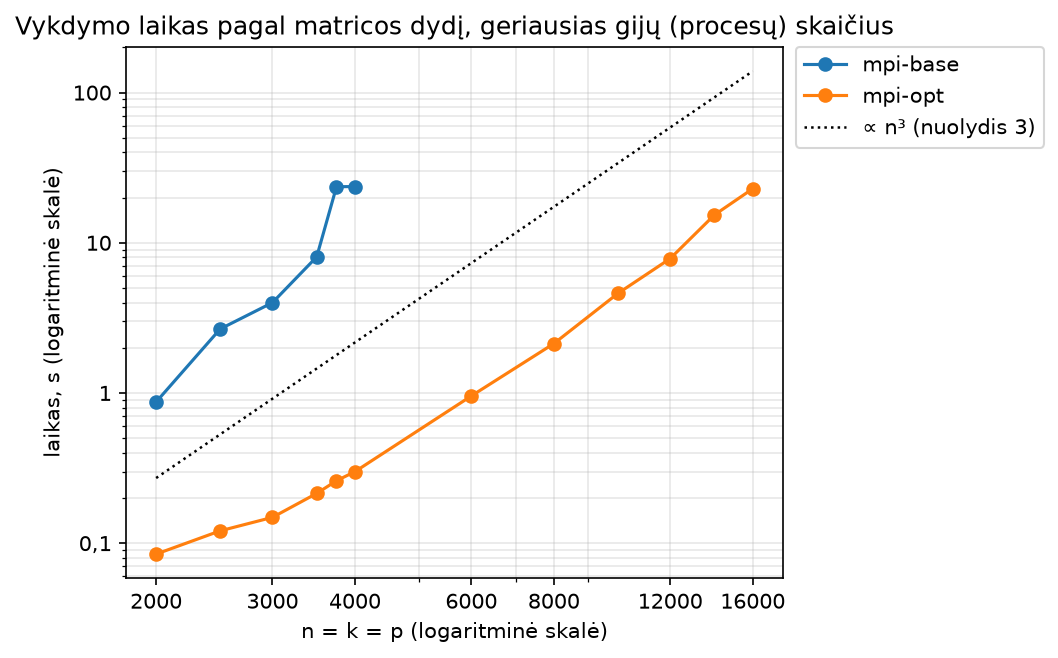 Vykdymo laikas pagal matricos dydį, geriausias gijų (procesų) skaičius
mpi-base
mpi-opt
∝ n³ (nuolydis 3)
laikas, s (logaritminė skalė)
100
10
1
0,1
2000 3000 4000 6000 8000 12000 16000
n = k = p (logaritminė skalė)